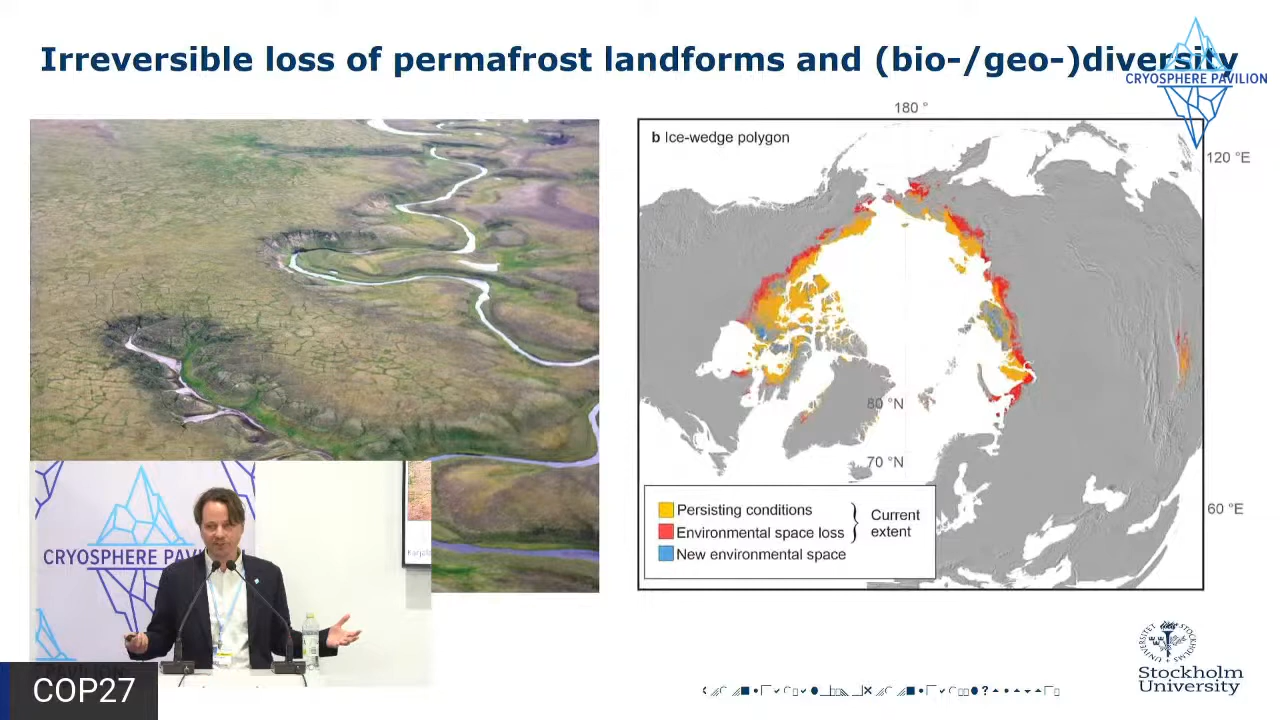 Irreversible loss of permafrost landforms and (bio-/geo-)diversity
CRYOSPHERE PAVILION
180 °
b Ice-wedge polygon
120 °E
80 °N
70 °N
60 °E
Persisting conditions
Environmental space loss
New environmental space
Current
extent
CRYOSPHERE PAVIL
COP27
Stockholm
University